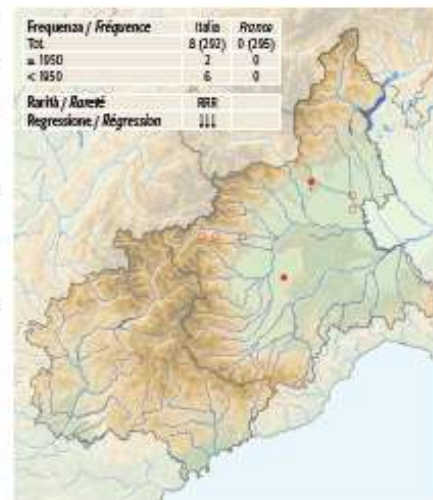 Frequenza / Fréquence Italia France
Tot. 8 (292) 0 (295)
≥ 1950 2 0
< 1950 6 0
Rarità / Rareté RRR
Regressione / Régression ↓↓↓